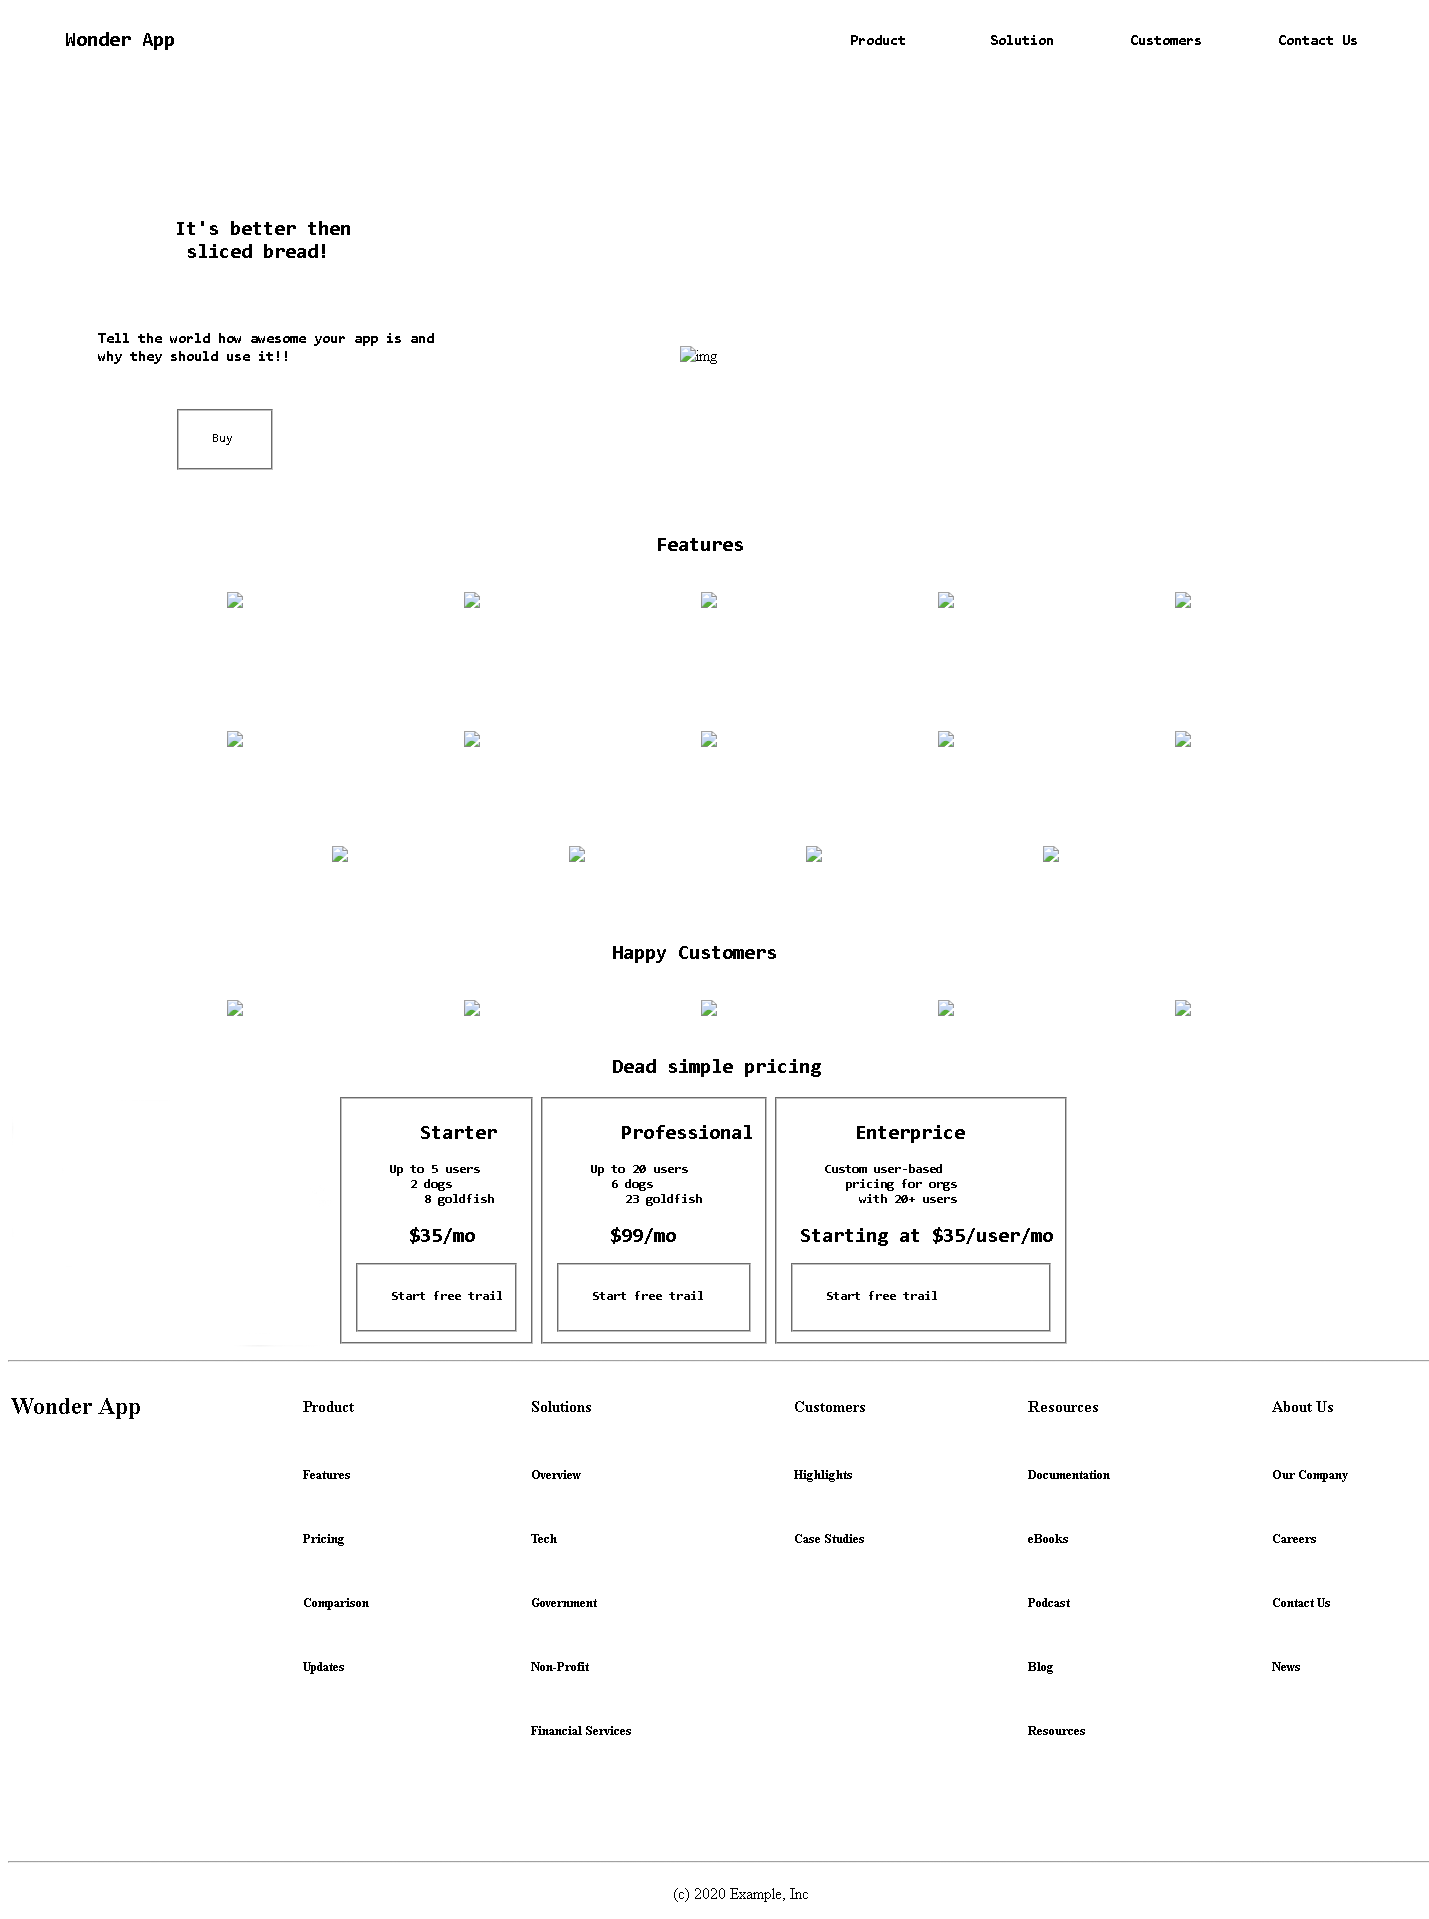 Wonder App
Product
Solution
Customers
Contact Us
It's better then
sliced bread!
Tell the world how awesome your app is and
why they should use it!!
img
Buy
Features
Happy Customers
Dead simple pricing
Starter
Up to 5 users
2 dogs
8 goldfish
$35/mo
Start free trail
Professional
Up to 20 users
6 dogs
23 goldfish
$99/mo
Start free trail
Enterprice
Custom user-based
pricing for orgs
with 20+ users
Starting at $35/user/mo
Start free trail
Wonder App
Product
Features
Pricing
Comparison
Updates
Solutions
Overview
Tech
Government
Non-Profit
Financial Services
Customers
Highlights
Case Studies
Resources
Documentation
eBooks
Podcast
Blog
Resources
About Us
Our Company
Careers
Contact Us
News
(c) 2020 Example, Inc